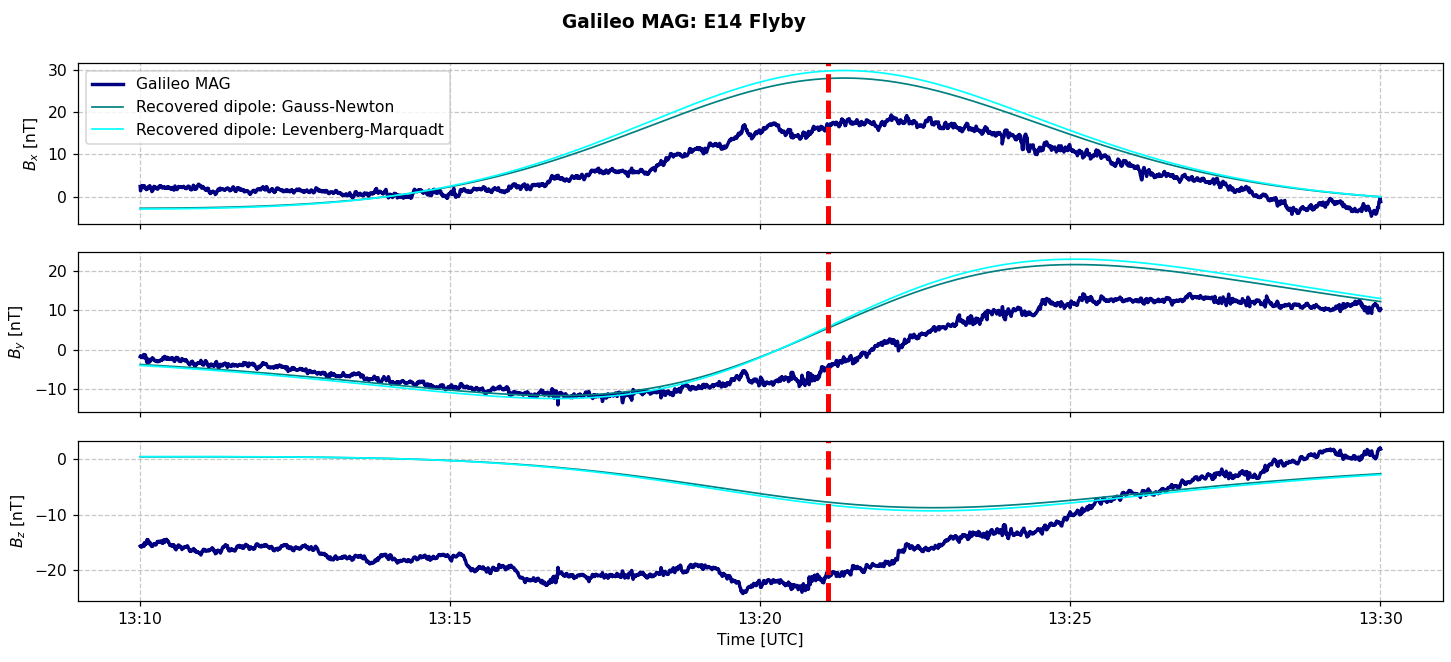 Galileo MAG: E14 Flyby
30
20
10
0
Bₓ [nT]
Galileo MAG
Recovered dipole: Gauss-Newton
Recovered dipole: Levenberg-Marquadt
20
10
0
−10
Bᵧ [nT]
0
−10
−20
B_z [nT]
13:10 13:15 13:20 13:25 13:30
Time [UTC]